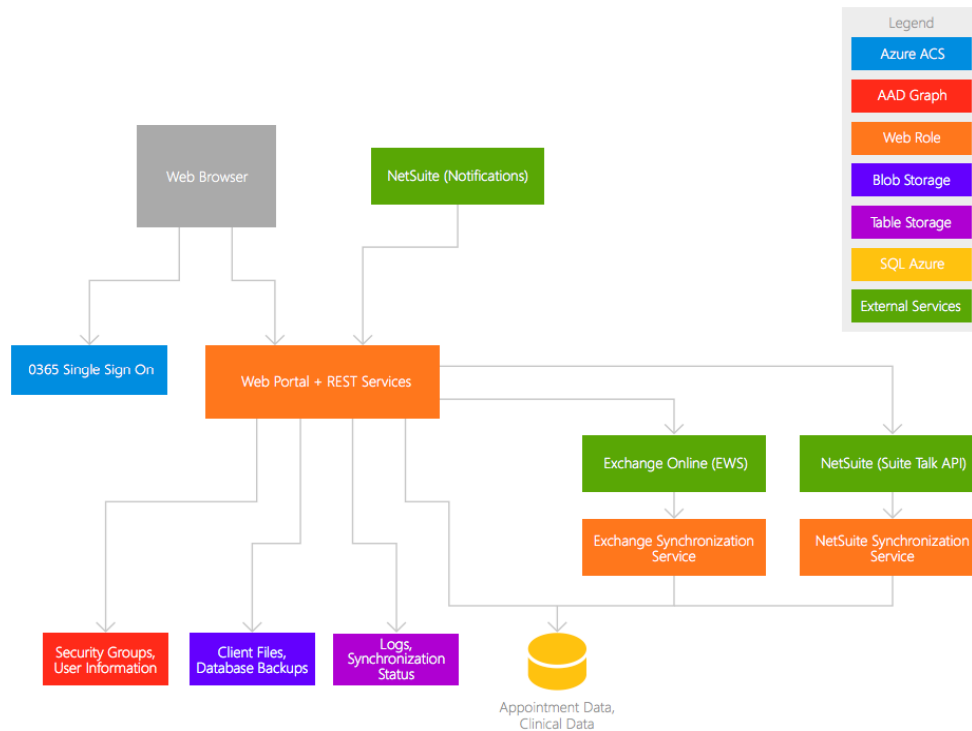 Legend
Azure ACS
AAD Graph
Web Role
Blob Storage
Table Storage
SQL Azure
External Services
Web Browser
NetSuite (Notifications)
0365 Single Sign On
Web Portal + REST Services
Exchange Online (EWS)
NetSuite (Suite Talk API)
Exchange Synchronization
Service
NetSuite Synchronization
Service
Security Groups,
User Information
Client Files,
Database Backups
Logs,
Synchronization
Status
Appointment Data,
Clinical Data